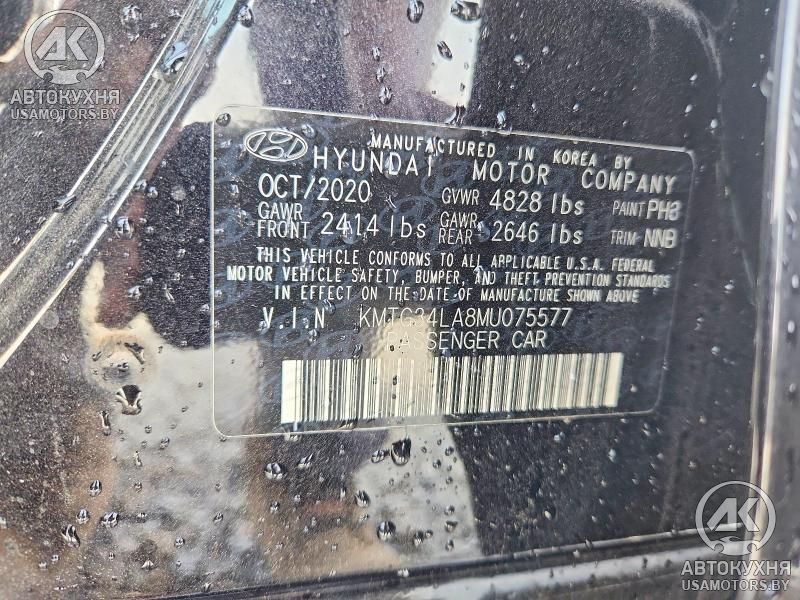 АК
АВТОКУХНЯ
USAMOTORS.BY
MANUFACTURED IN KOREA BY
HYUNDAI MOTOR COMPANY
OCT/2020 GVWR 4828 lbs PAINT PH3
GAWR FRONT 2414 lbs GAWR REAR 2646 lbs TRIM NNB
THIS VEHICLE CONFORMS TO ALL APPLICABLE U.S.A. FEDERAL
MOTOR VEHICLE SAFETY, BUMPER, AND THEFT PREVENTION STANDARDS
IN EFFECT ON THE DATE OF MANUFACTURE SHOWN ABOVE
V.I.N KMTG34LA8MU075577
PASSENGER CAR
АК
АВТОКУХНЯ
USAMOTORS.BY